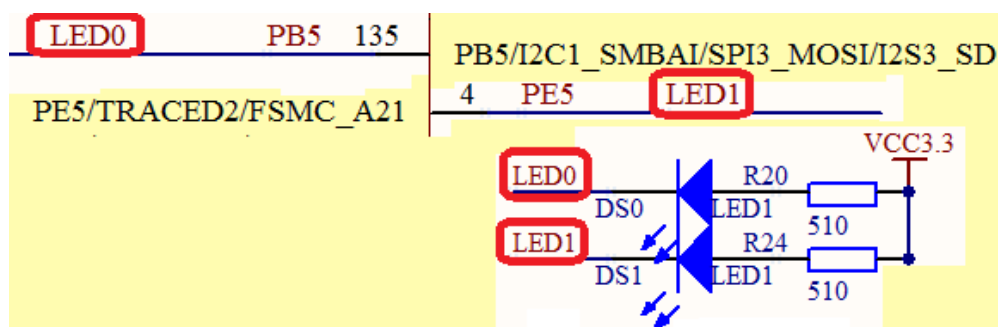 LED0 PB5 135
PB5/I2C1_SMBAI/SPI3_MOSI/I2S3_SD
4 PE5 LED1
PE5/TRACED2/FSMC_A21
VCC3.3
LED0 R20
DS0 LED1 510
LED1 R24
DS1 LED1 510